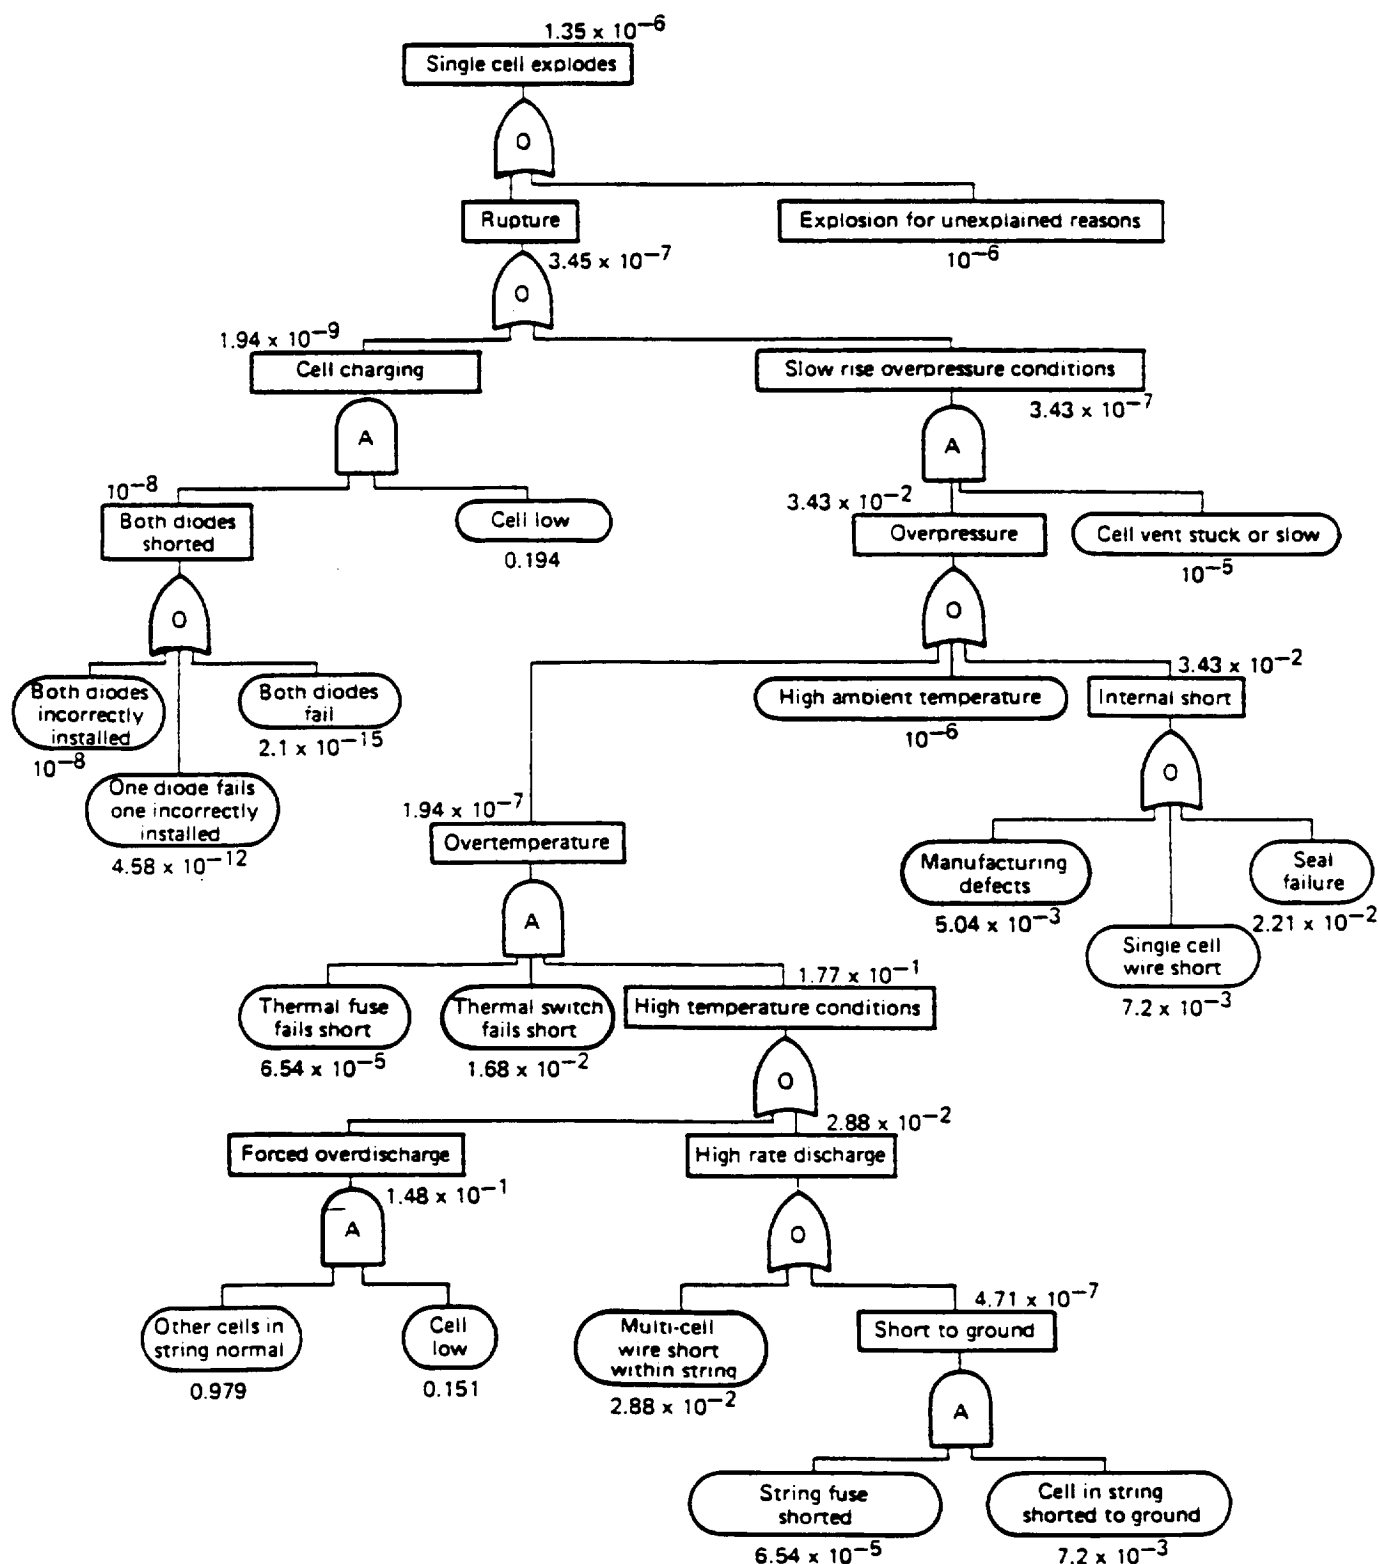 1.35 x 10−6
Single cell explodes
O
Rupture
Explosion for unexplained reasons
10−6
3.45 x 10−7
O
1.94 x 10−9
Cell charging
Slow rise overpressure conditions
3.43 x 10−7
A
A
10−8
Both diodes
shorted
Cell low
0.194
3.43 x 10−2
Overpressure
Cell vent stuck or slow
10−5
O
O
Both diodes
incorrectly
installed
10−8
Both diodes
fail
2.1 x 10−15
One diode fails
one incorrectly
installed
4.58 x 10−12
High ambient temperature
10−6
3.43 x 10−2
Internal short
O
1.94 x 10−7
Overtemperature
Manufacturing
defects
5.04 x 10−3
Seal
failure
2.21 x 10−2
Single cell
wire short
7.2 x 10−3
A
Thermal fuse
fails short
6.54 x 10−5
Thermal switch
fails short
1.68 x 10−2
1.77 x 10−1
High temperature conditions
O
Forced overdischarge
1.48 x 10−1
2.88 x 10−2
High rate discharge
A
O
Other cells in
string normal
0.979
Cell
low
0.151
Multi-cell
wire short
within string
2.88 x 10−2
4.71 x 10−7
Short to ground
A
String fuse
shorted
6.54 x 10−5
Cell in string
shorted to ground
7.2 x 10−3